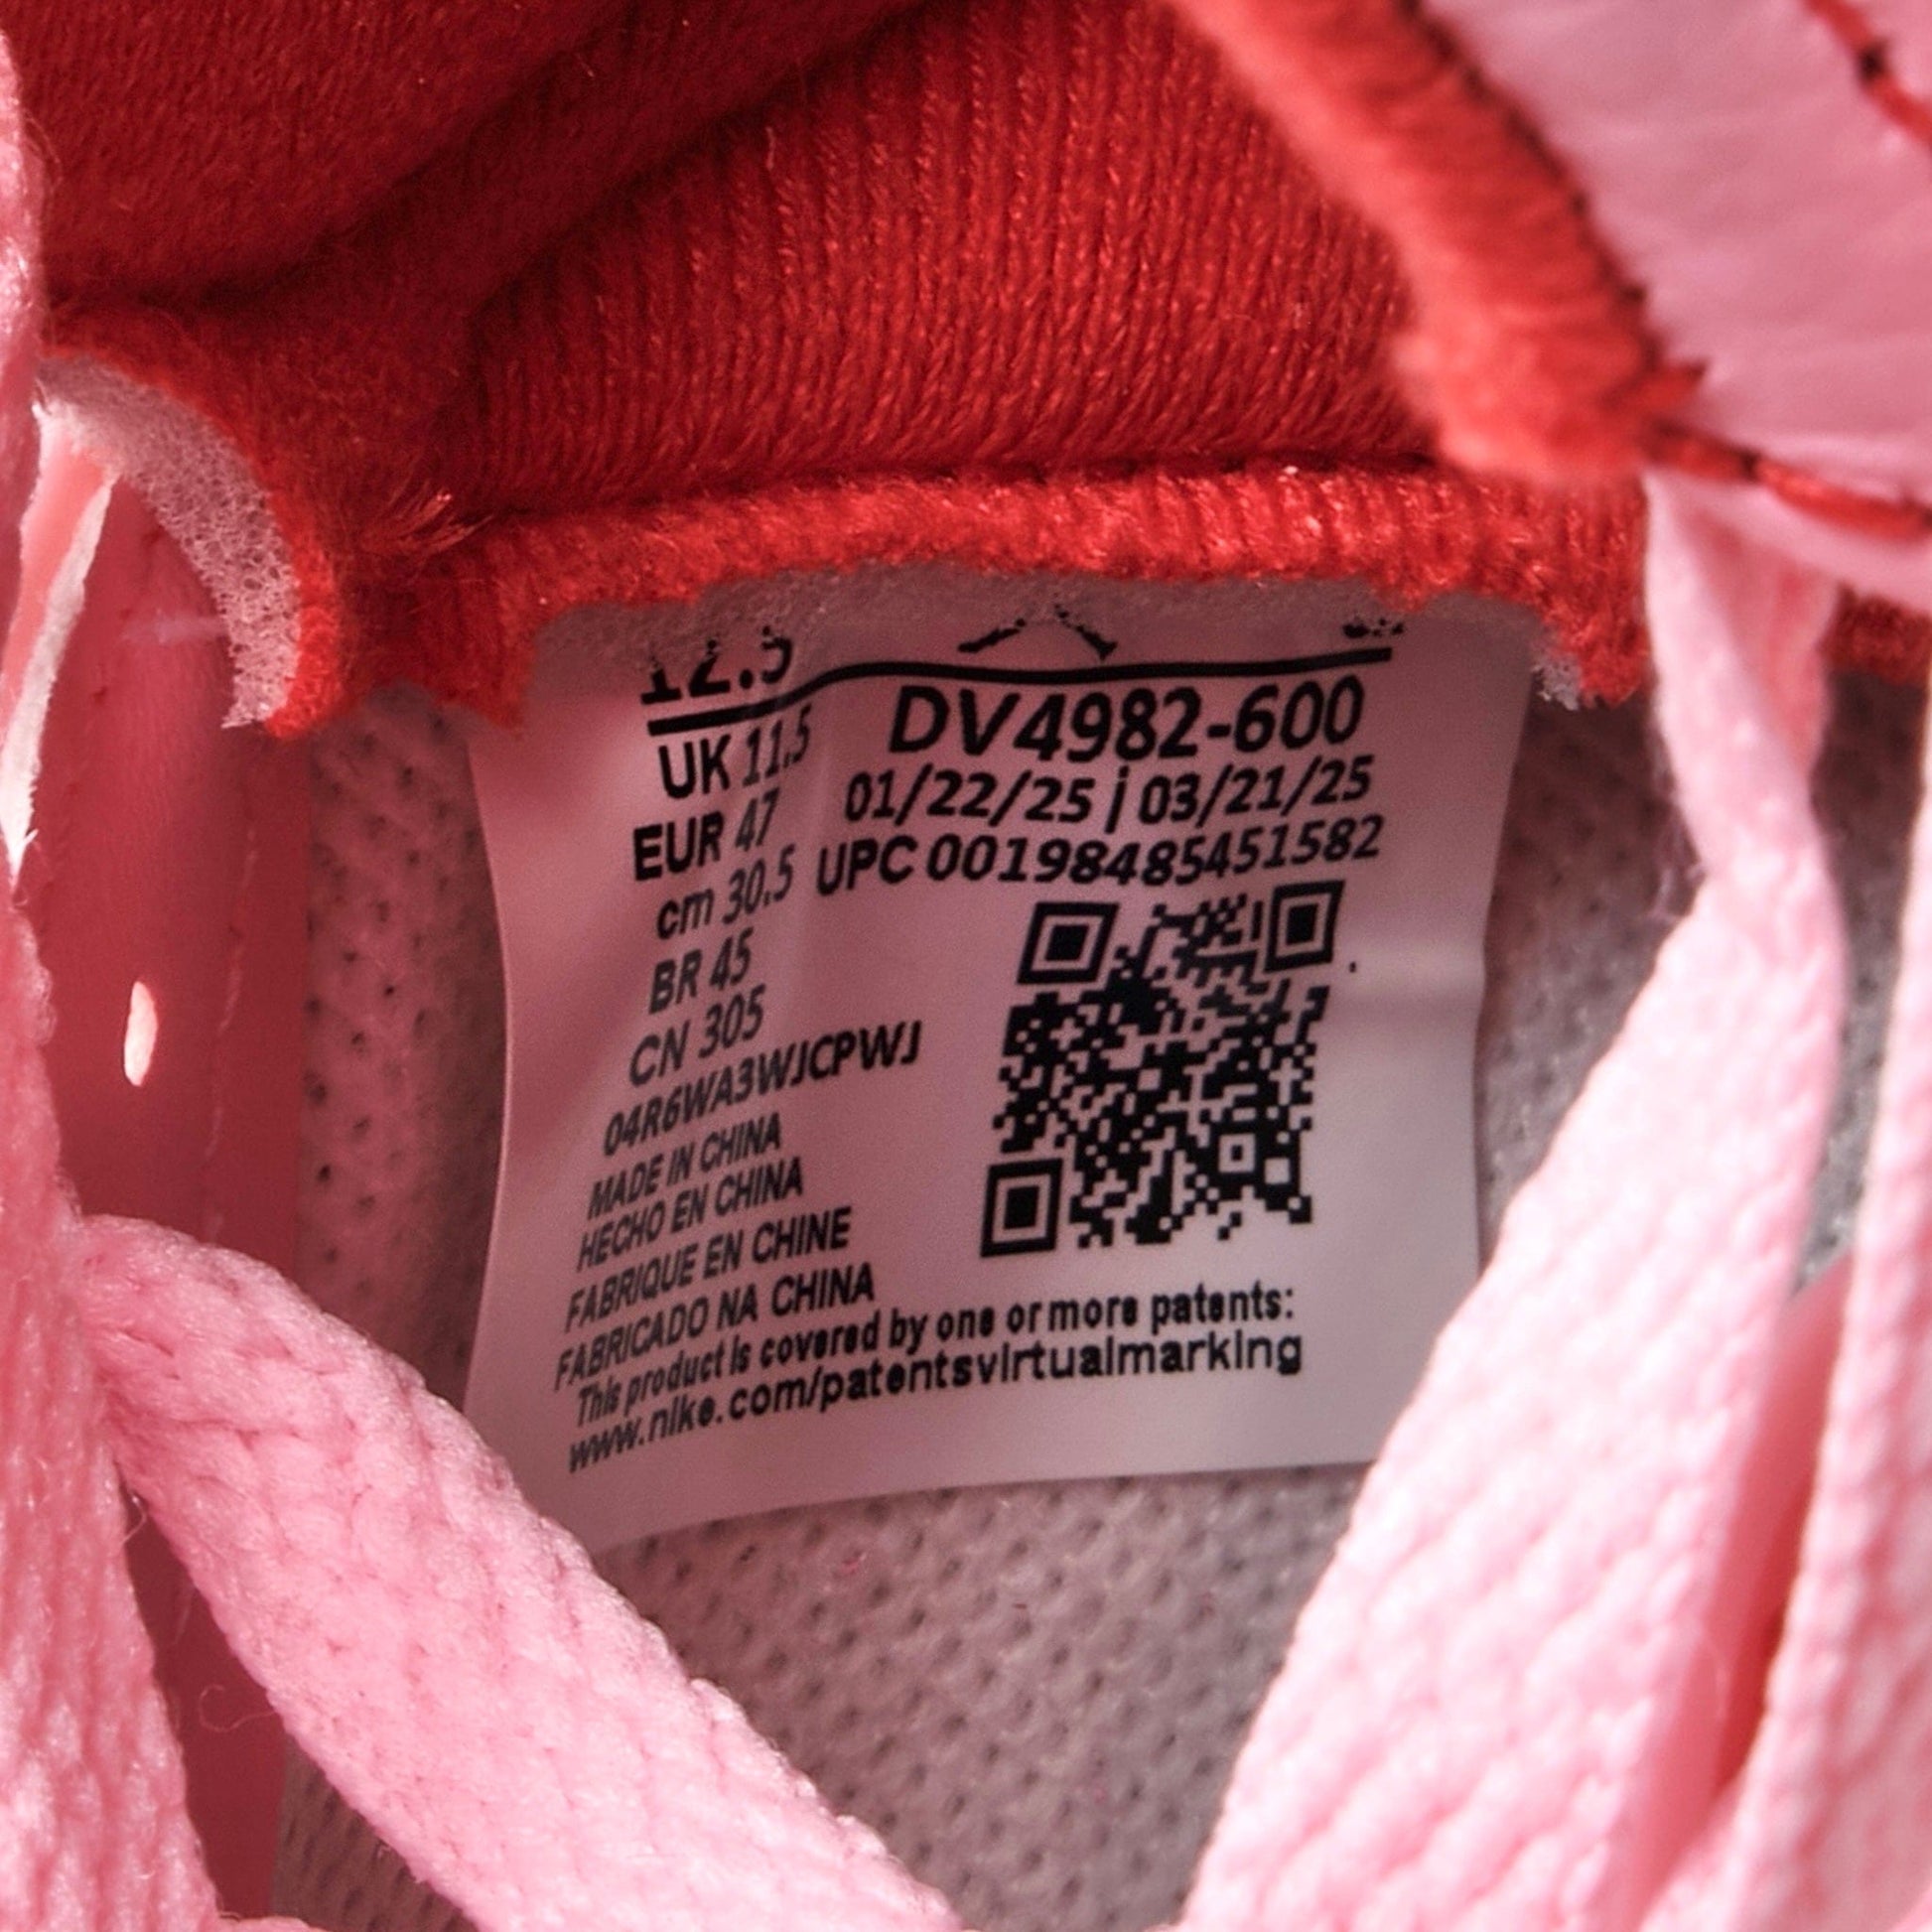 12.5
UK 11.5
EUR 47
cm 30.5
BR 45
CN 305
DV4982-600
01/22/25 | 03/21/25
UPC 00198485451582
04R6WA3WJCPWJ
MADE IN CHINA
HECHO EN CHINA
FABRIQUE EN CHINE
FABRICADO NA CHINA
This product is covered by one or more patents:
www.nike.com/patentsvirtualmarking